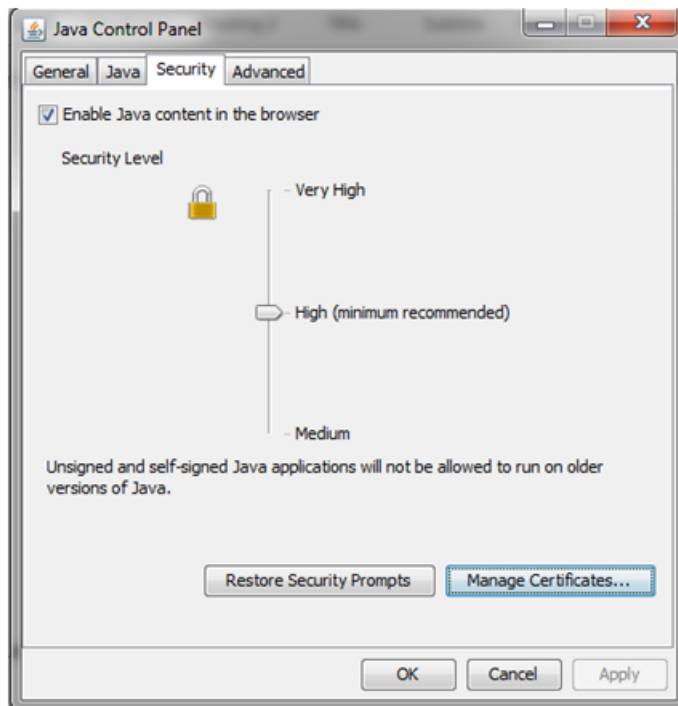 Java Control Panel
General Java Security Advanced
Enable Java content in the browser
Security Level
Very High
High (minimum recommended)
Medium
Unsigned and self-signed Java applications will not be allowed to run on older
versions of Java.
Restore Security Prompts Manage Certificates...
OK Cancel Apply